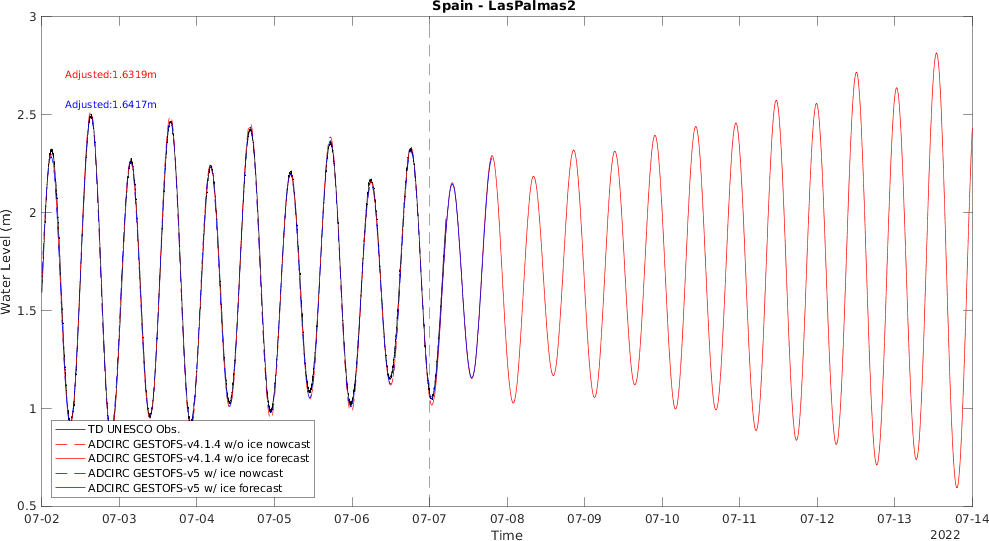 Spain - LasPalmas2
Adjusted:1.6319m
Adjusted:1.6417m
Water Level (m)
3
2.5
2
1.5
1
0.5
TD UNESCO Obs.
ADCIRC GESTOFS-v4.1.4 w/o ice nowcast
ADCIRC GESTOFS-v4.1.4 w/o ice forecast
ADCIRC GESTOFS-v5 w/ ice nowcast
ADCIRC GESTOFS-v5 w/ ice forecast
07-02 07-03 07-04 07-05 07-06 07-07 07-08 07-09 07-10 07-11 07-12 07-13 07-14
Time
2022